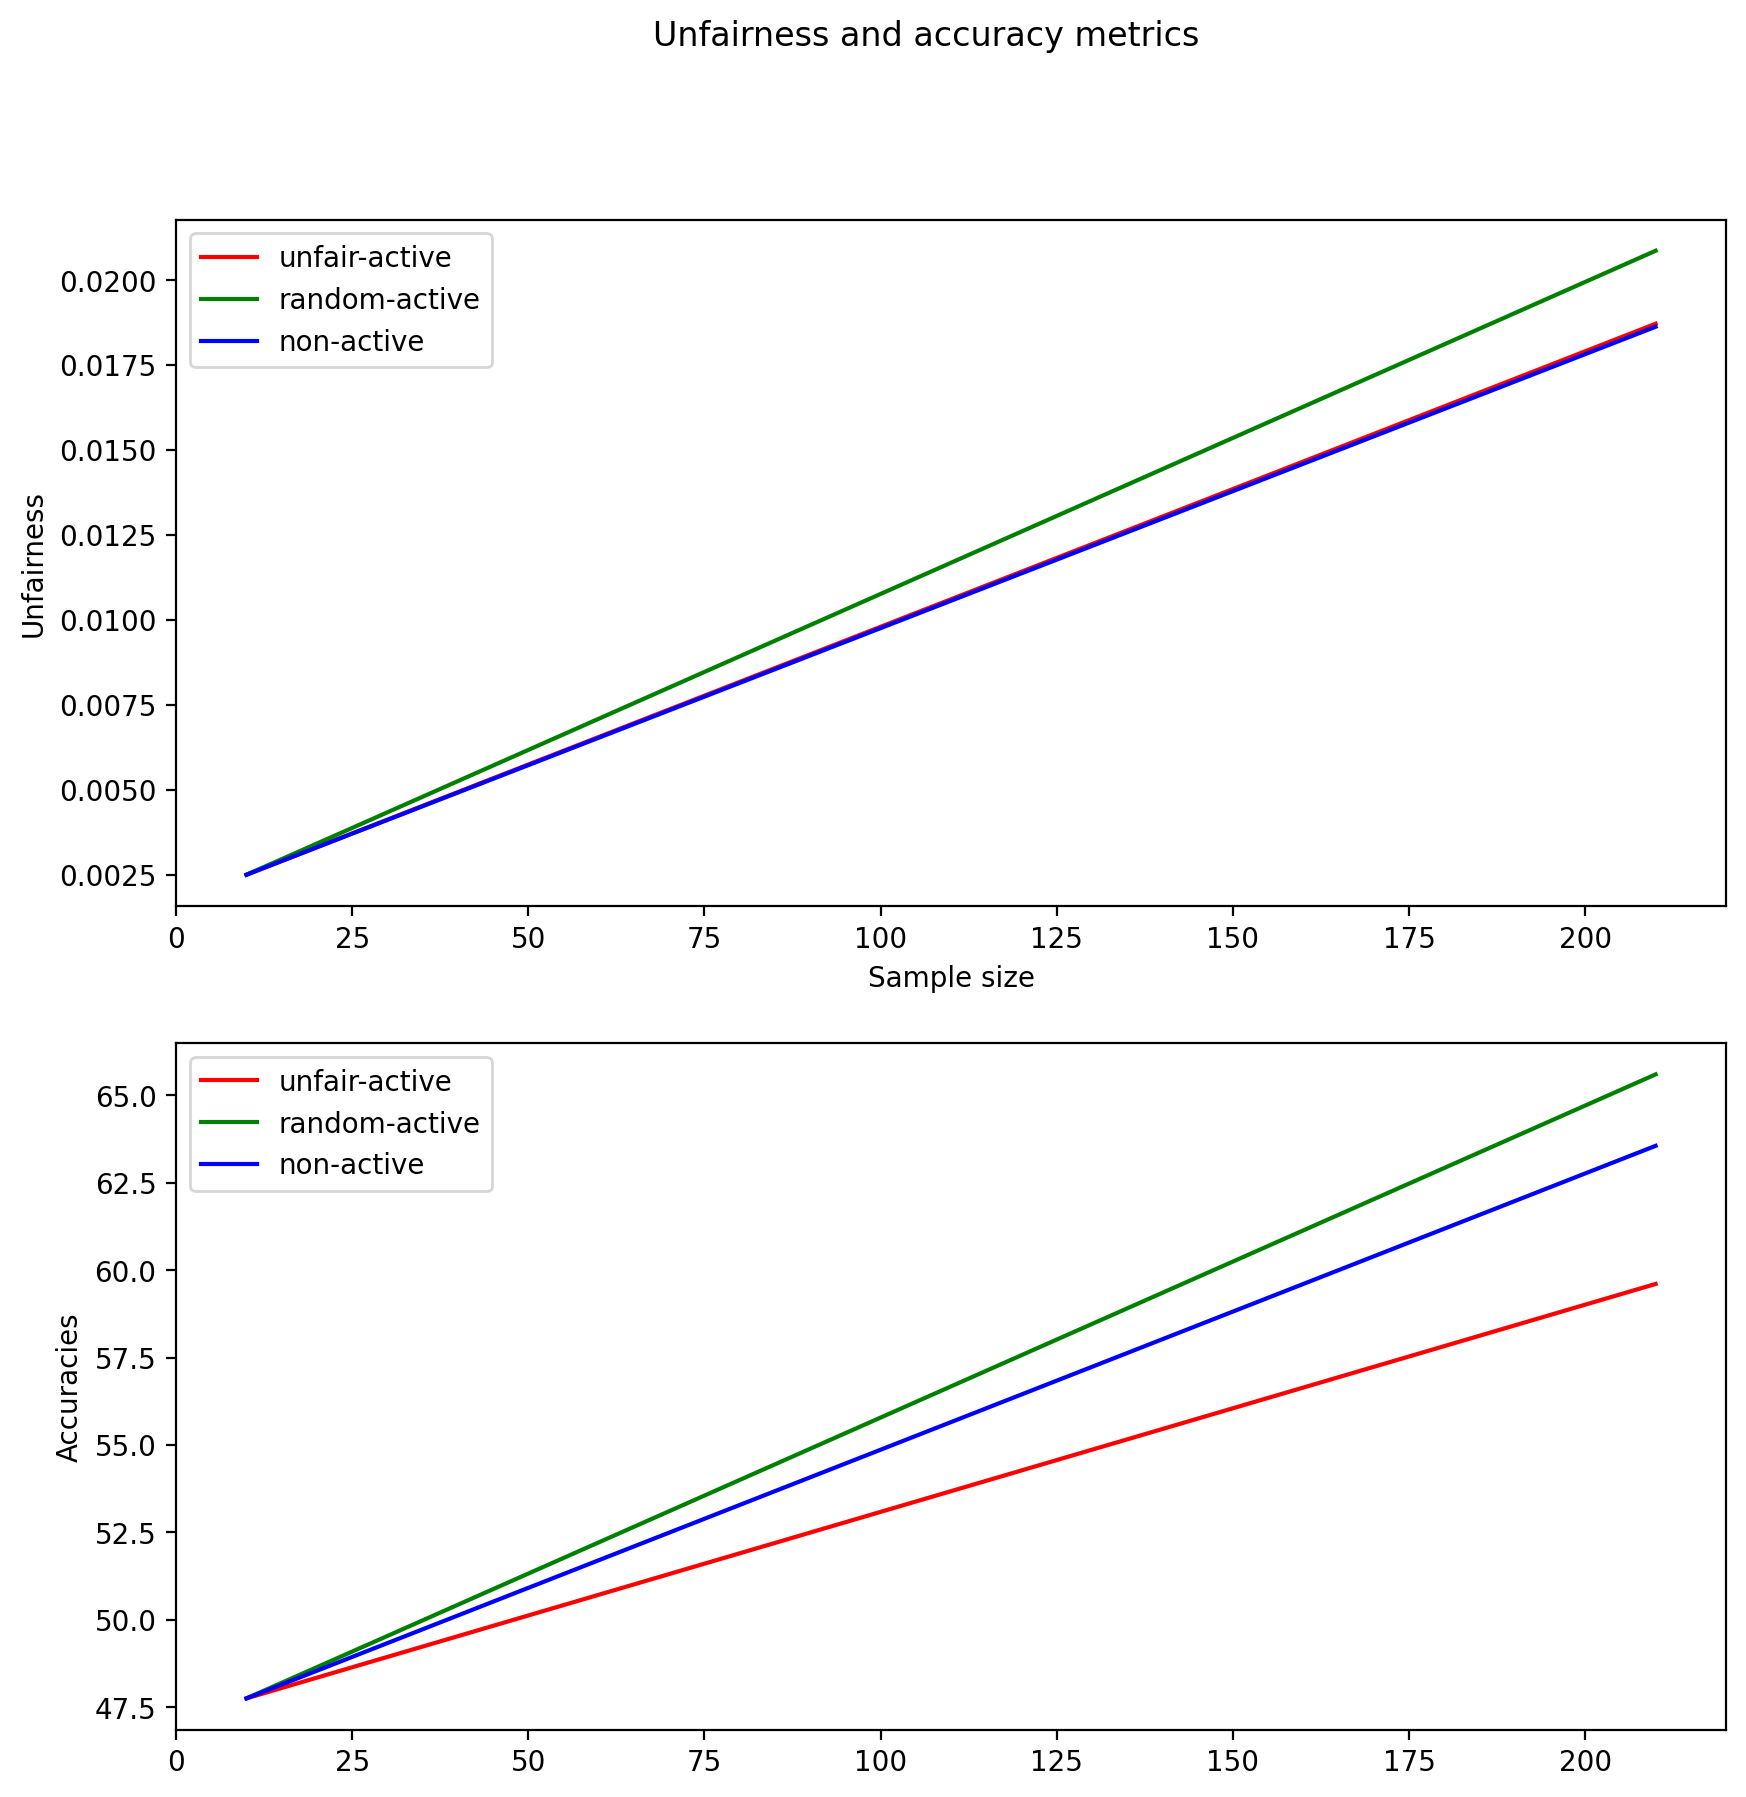 Unfairness and accuracy metrics
unfair-active
random-active
non-active
0.0200
0.0175
0.0150
0.0125
0.0100
0.0075
0.0050
0.0025
Unfairness
0 25 50 75 100 125 150 175 200
Sample size
unfair-active
random-active
non-active
65.0
62.5
60.0
57.5
55.0
52.5
50.0
47.5
Accuracies
0 25 50 75 100 125 150 175 200